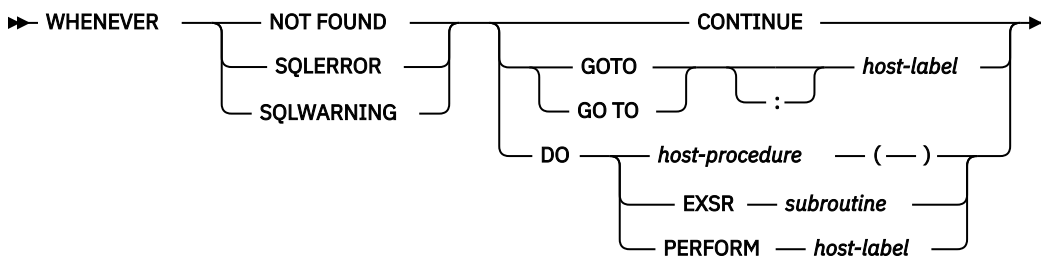 WHENEVER NOT FOUND CONTINUE
SQLERROR GOTO host-label
SQLWARNING GO TO :
DO host-procedure ( )
EXSR subroutine
PERFORM host-label